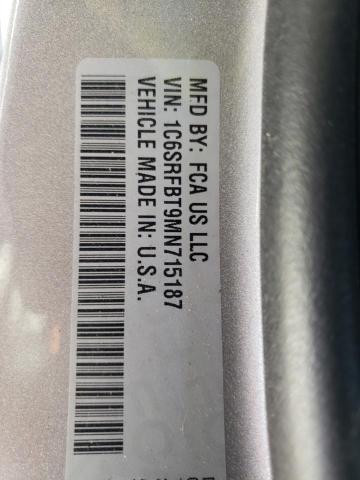 MFD BY: FCA US LLC
VIN: 1C6SRFBT9MN715187
VEHICLE MADE IN: U.S.A.